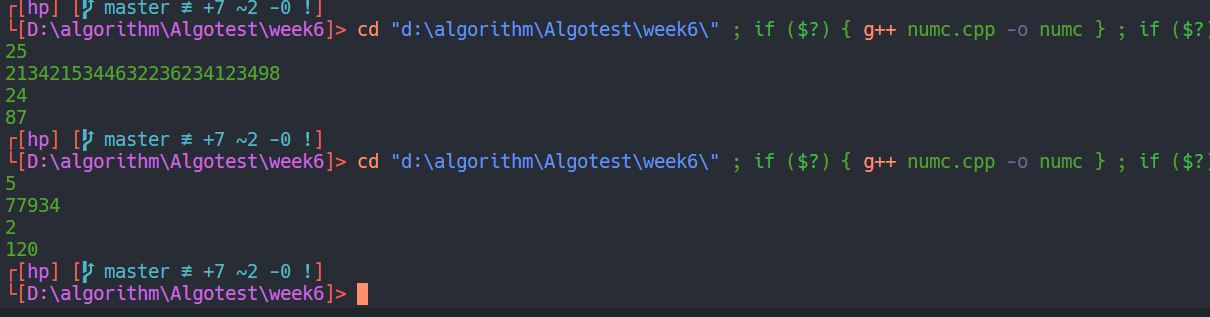 ┌[hp] [ master ≢ +7 ~2 -0 !]
└[D:\algorithm\Algotest\week6]> cd "d:\algorithm\Algotest\week6\" ; if ($?) { g++ numc.cpp -o numc } ; if ($?)
25
2134215344632236234123498
24
87
┌[hp] [ master ≢ +7 ~2 -0 !]
└[D:\algorithm\Algotest\week6]> cd "d:\algorithm\Algotest\week6\" ; if ($?) { g++ numc.cpp -o numc } ; if ($?)
5
77934
2
120
┌[hp] [ master ≢ +7 ~2 -0 !]
└[D:\algorithm\Algotest\week6]>